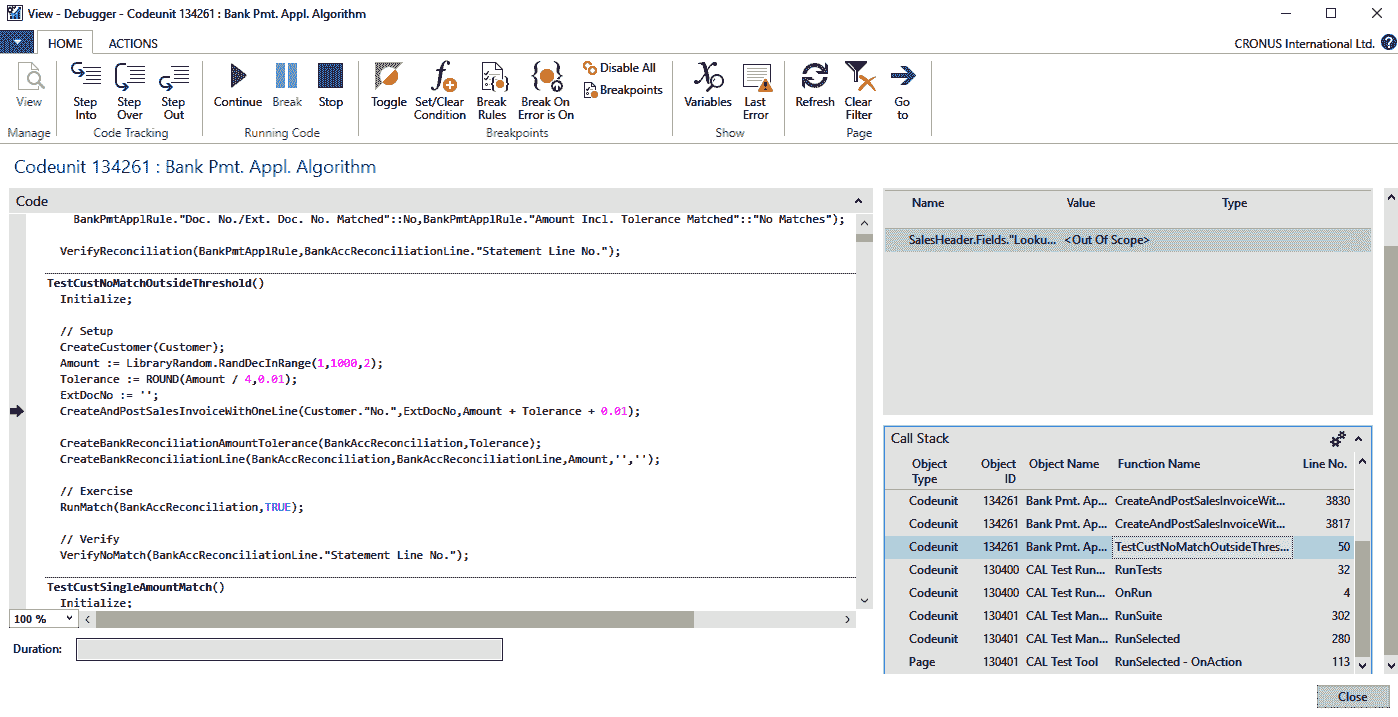 View - Debugger - Codeunit 134261 : Bank Pmt. Appl. Algorithm
HOME ACTIONS CRONUS International Ltd. ?
View
Manage
Step Into
Step Over
Step Out
Code Tracking
Continue
Break
Stop
Running Code
Toggle
Set/Clear Condition
Break Rules
Break On Error is On
Disable All
Breakpoints
Breakpoints
Variables
Last Error
Show
Refresh
Clear Filter
Go to
Page
Codeunit 134261 : Bank Pmt. Appl. Algorithm
Code
BankPmtApplRule."Doc. No./Ext. Doc. No. Matched"::No,BankPmtApplRule."Amount Incl. Tolerance Matched"::"No Matches");
VerifyReconciliation(BankPmtApplRule,BankAccReconciliationLine."Statement Line No.");
TestCustNoMatchOutsideThreshold()
Initialize;
// Setup
CreateCustomer(Customer);
Amount := LibraryRandom.RandDecInRange(1,1000,2);
Tolerance := ROUND(Amount / 4,0.01);
ExtDocNo := '';
CreateAndPostSalesInvoiceWithOneLine(Customer."No.",ExtDocNo,Amount + Tolerance + 0.01);
CreateBankReconciliationAmountTolerance(BankAccReconciliation,Tolerance);
CreateBankReconciliationLine(BankAccReconciliation,BankAccReconciliationLine,Amount,'','');
// Exercise
RunMatch(BankAccReconciliation,TRUE);
// Verify
VerifyNoMatch(BankAccReconciliationLine."Statement Line No.");
TestCustSingleAmountMatch()
Initialize;
100 %
Duration:
Name Value Type
SalesHeader.Fields."Looku... <Out Of Scope>
Call Stack
Object Type Object ID Object Name Function Name Line No.
Codeunit 134261 Bank Pmt. Ap... CreateAndPostSalesInvoiceWit... 3830
Codeunit 134261 Bank Pmt. Ap... CreateAndPostSalesInvoiceWit... 3817
Codeunit 134261 Bank Pmt. Ap... TestCustNoMatchOutsideThres... 50
Codeunit 130400 CAL Test Run... RunTests 32
Codeunit 130400 CAL Test Run... OnRun 4
Codeunit 130401 CAL Test Man... RunSuite 302
Codeunit 130401 CAL Test Man... RunSelected 280
Page 130401 CAL Test Tool RunSelected - OnAction 113
Close